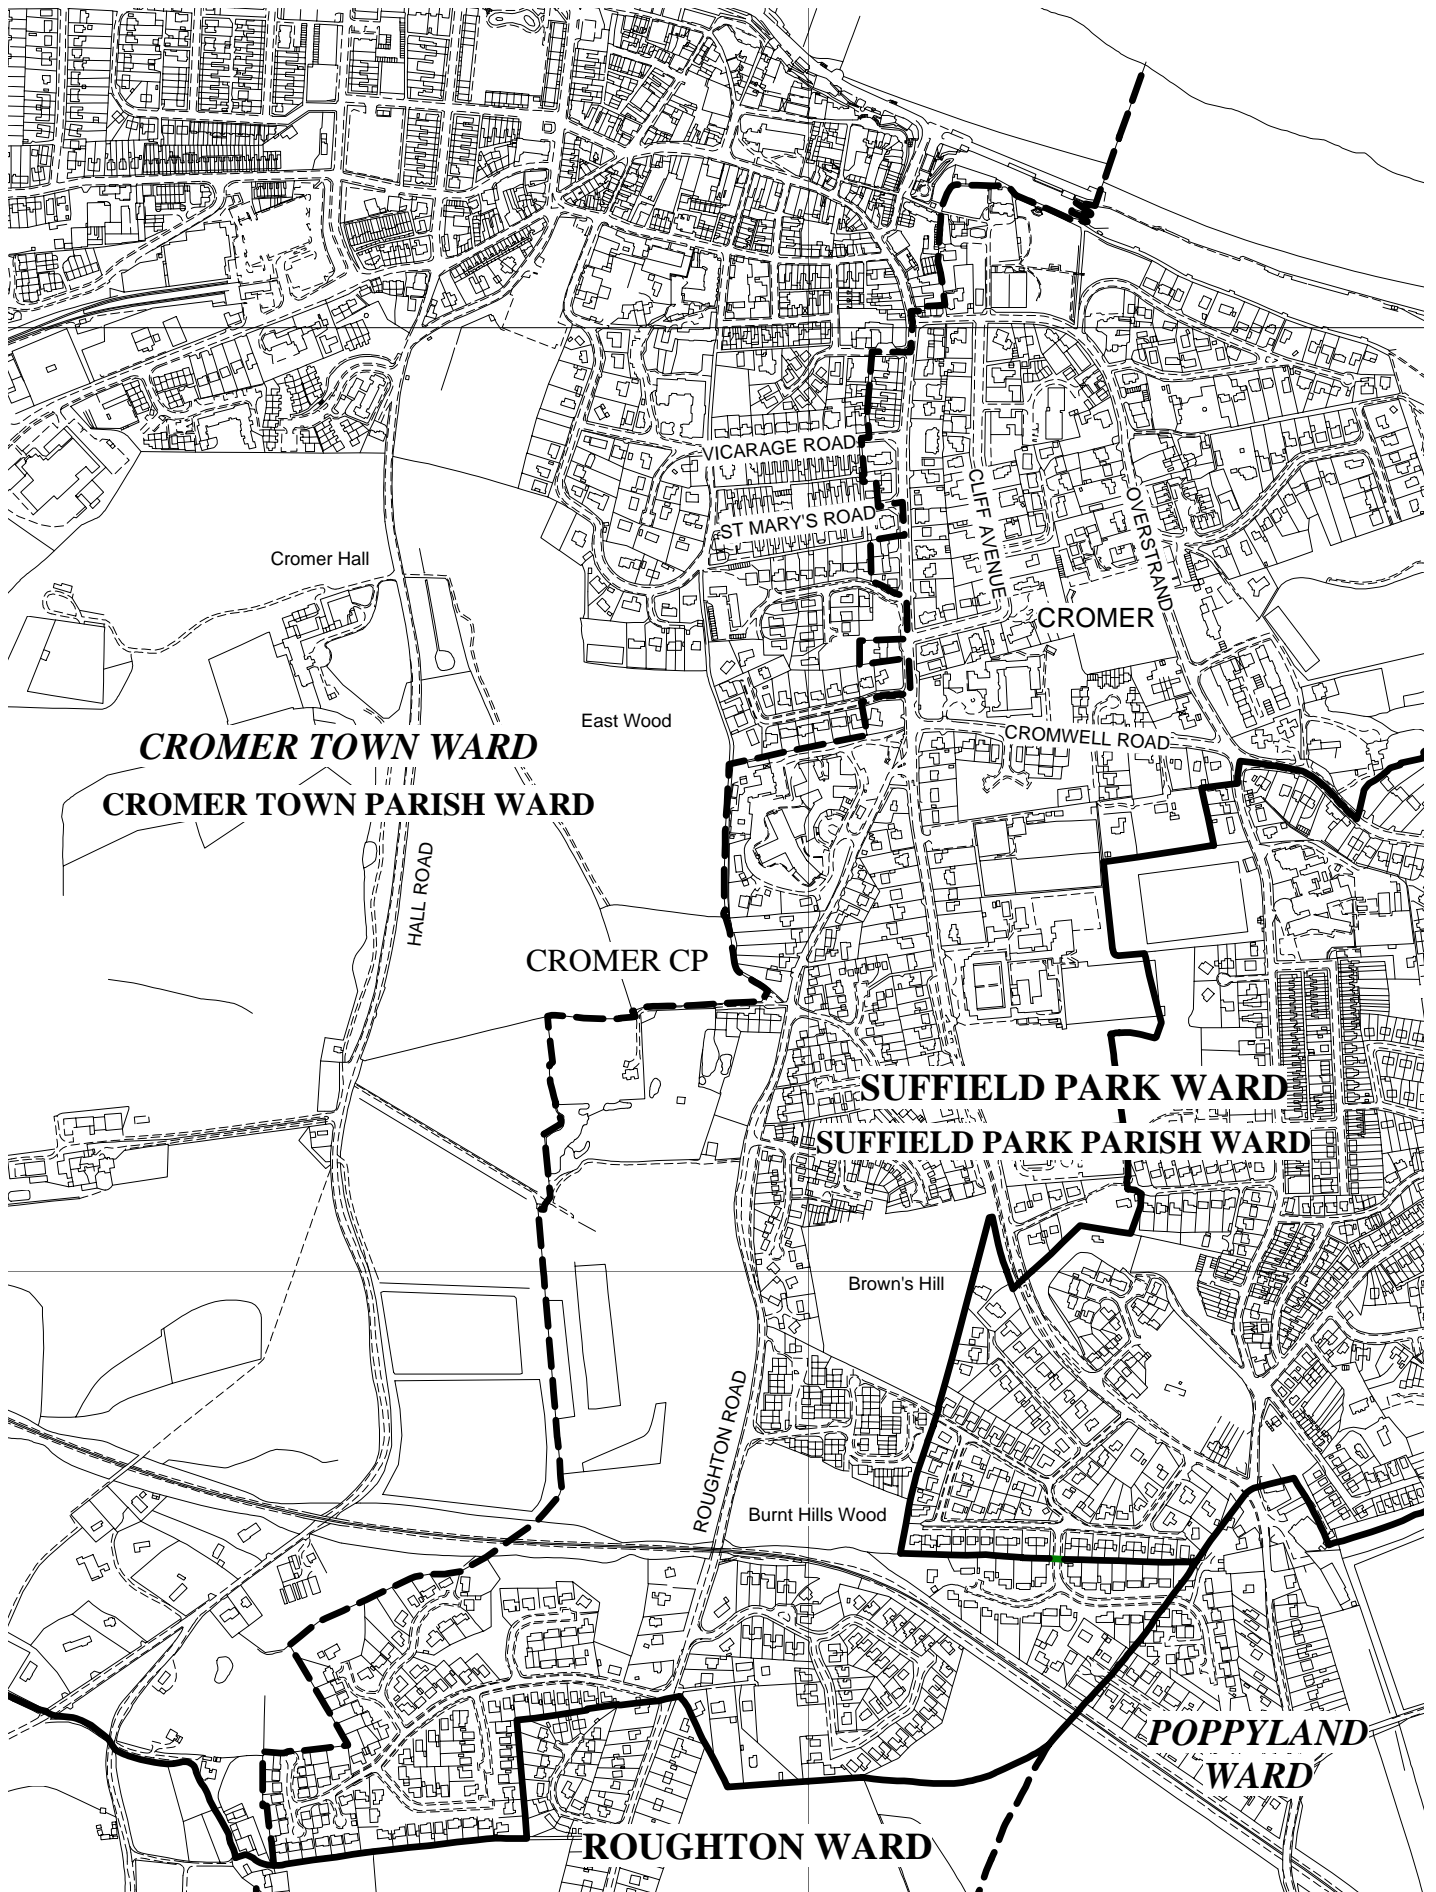 VICARAGE ROAD
ST MARY'S ROAD
CLIFF AVENUE
OVERSTRAND
Cromer Hall
CROMER
East Wood
CROMER TOWN WARD
CROMWELL ROAD
CROMER TOWN PARISH WARD
HALL ROAD
CROMER CP
SUFFIELD PARK WARD
SUFFIELD PARK PARISH WARD
Brown's Hill
ROUGHTON ROAD
Burnt Hills Wood
POPPYLAND
WARD
ROUGHTON WARD